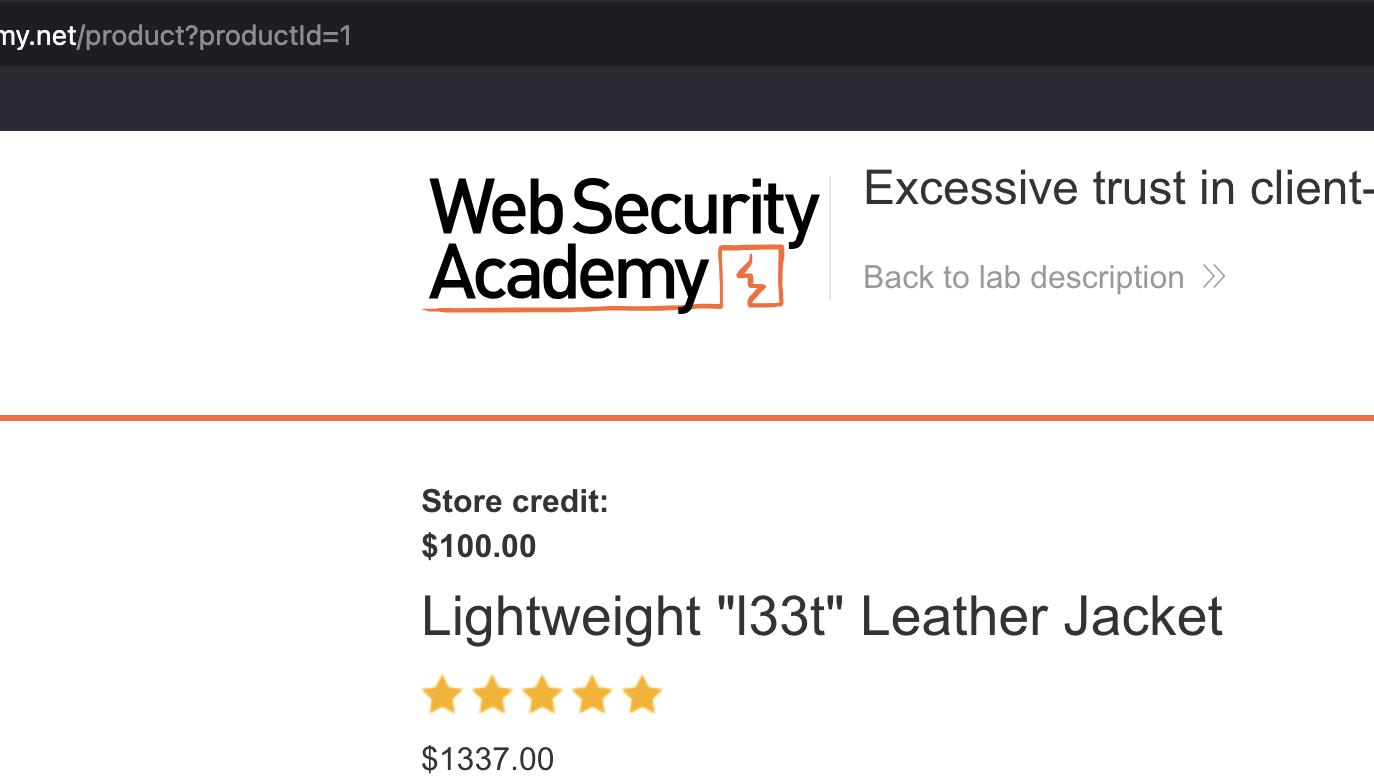 my.net/product?productId=1
Web Security
Academy
Excessive trust in client-
Back to lab description
Store credit:
$100.00
Lightweight "l33t" Leather Jacket
$1337.00